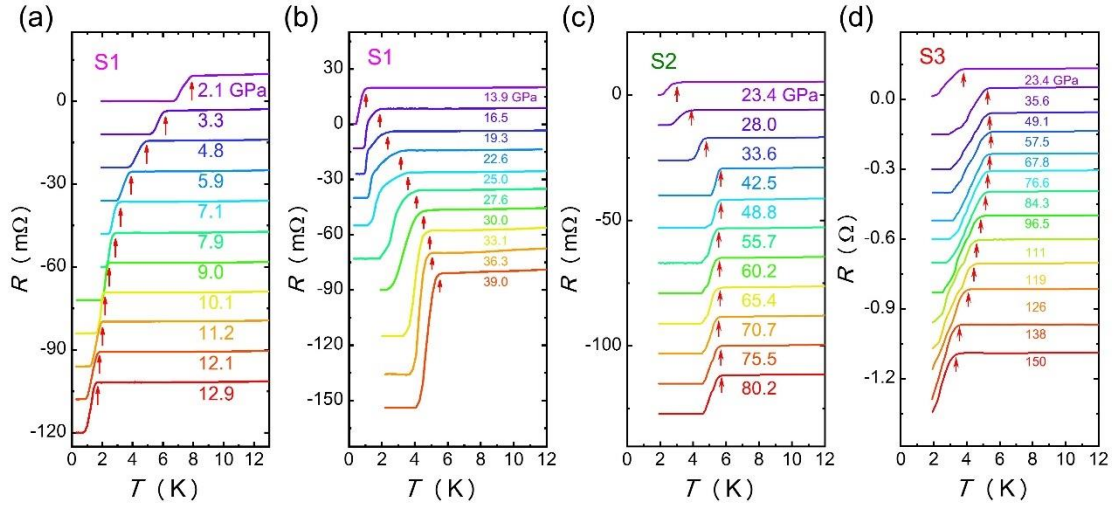 (a)
S1
2.1 GPa
3.3
4.8
5.9
7.1
7.9
9.0
10.1
11.2
12.1
12.9
0
-30
-60
-90
-120
R (mΩ)
0 2 4 6 8 10 12
T (K)
(b)
S1
13.9 GPa
16.5
19.3
22.6
25.0
27.6
30.0
33.1
36.3
39.0
30
0
-30
-60
-90
-120
-150
R (mΩ)
0 2 4 6 8 10 12
T (K)
(c)
S2
23.4 GPa
28.0
33.6
42.5
48.8
55.7
60.2
65.4
70.7
75.5
80.2
0
-50
-100
R (mΩ)
0 2 4 6 8 10 12
T (K)
(d)
S3
23.4 GPa
35.6
49.1
57.5
67.8
76.6
84.3
96.5
111
119
126
138
150
0.0
-0.3
-0.6
-0.9
-1.2
R (Ω)
0 2 4 6 8 10 12
T (K)